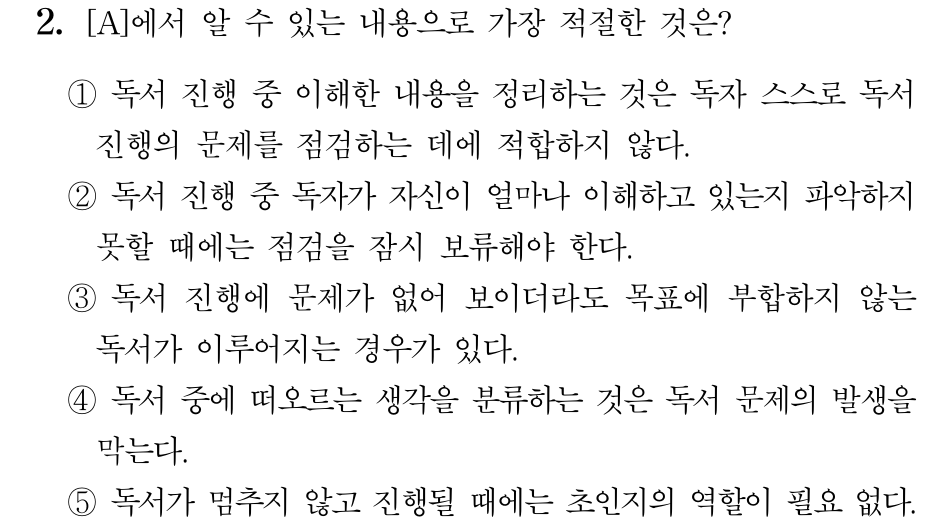 2. [A]에서 알 수 있는 내용으로 가장 적절한 것은?
① 독서 진행 중 이해한 내용을 정리하는 것은 독자 스스로 독서
진행의 문제를 점검하는 데에 적합하지 않다.
② 독서 진행 중 독자가 자신이 얼마나 이해하고 있는지 파악하지
못할 때에는 점검을 잠시 보류해야 한다.
③ 독서 진행에 문제가 없어 보이더라도 목표에 부합하지 않는
독서가 이루어지는 경우가 있다.
④ 독서 중에 떠오르는 생각을 분류하는 것은 독서 문제의 발생을
막는다.
⑤ 독서가 멈추지 않고 진행될 때에는 초인지의 역할이 필요 없다.